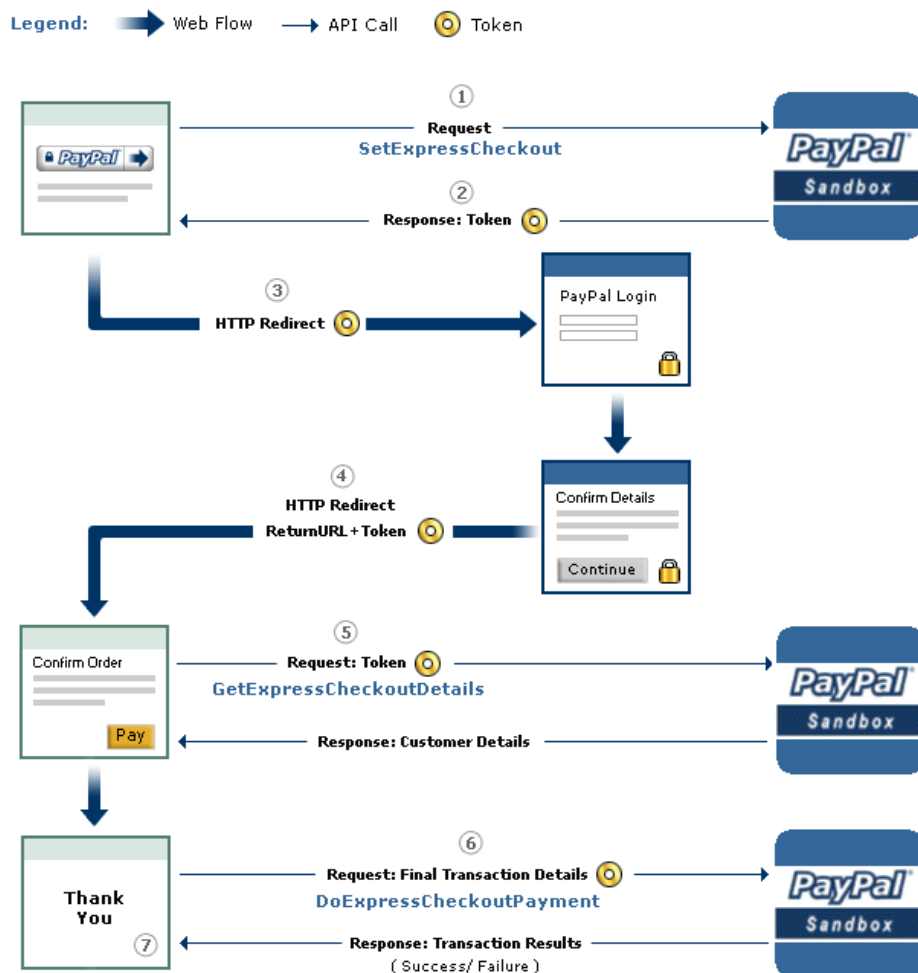 Legend: Web Flow API Call Token
1
Request
SetExpressCheckout
PayPal
PayPal
Sandbox
2
Response: Token
3
HTTP Redirect
PayPal Login
4
HTTP Redirect
ReturnURL+Token
Confirm Details
Continue
5
Confirm Order
Request: Token
GetExpressCheckoutDetails
PayPal
Sandbox
Pay
Response: Customer Details
6
Request: Final Transaction Details
DoExpressCheckoutPayment
PayPal
Sandbox
Thank
You
7
Response: Transaction Results
( Success/ Failure )